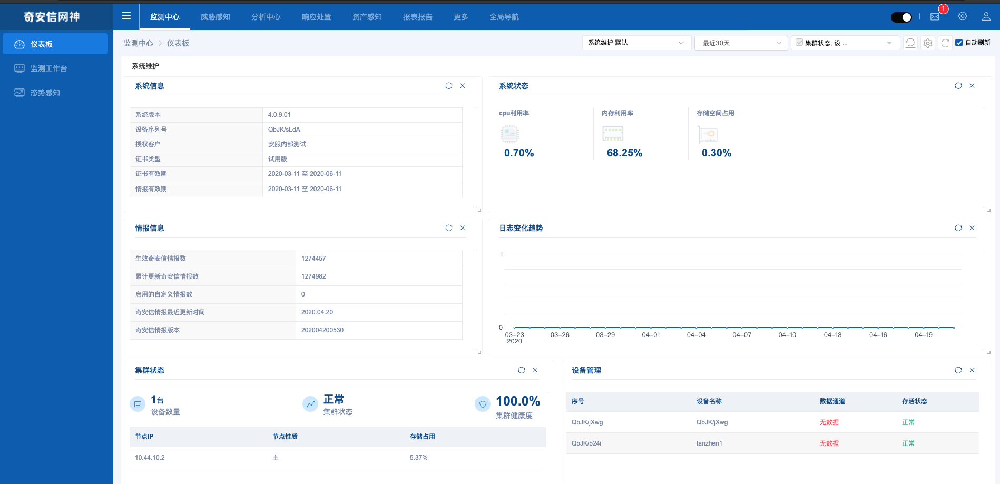 奇安信网神
监测中心 威胁感知 分析中心 响应处置 资产感知 报表报告 更多 全局导航
1
仪表板
监测工作台
态势感知
监测中心 > 仪表板
系统维护 默认
最近30天
集群状态, 设 ...
自动刷新
系统维护
系统信息
系统版本 4.0.9.01
设备序列号 QbJK/sLdA
授权客户 安服内部测试
证书类型 试用版
证书有效期 2020-03-11 至 2020-06-11
情报有效期 2020-03-11 至 2020-06-11
系统状态
cpu利用率 内存利用率 存储空间占用
0.70% 68.25% 0.30%
情报信息
生效奇安信情报数 1274457
累计更新奇安信情报数 1274982
启用的自定义情报数 0
奇安信情报最近更新时间 2020.04.20
奇安信情报版本 202004200530
日志变化趋势
1
0
03-23 03-26 03-29 04-01 04-04 04-07 04-10 04-13 04-16 04-19
2020
集群状态
1台 正常 100.0%
设备数量 集群状态 集群健康度
节点IP 节点性质 存储占用
10.44.10.2 主 5.37%
设备管理
序号 设备名称 数据通道 存活状态
QbJK/jXwg QbJK/jXwg 无数据 正常
QbJK/b24i tanzhen1 无数据 正常